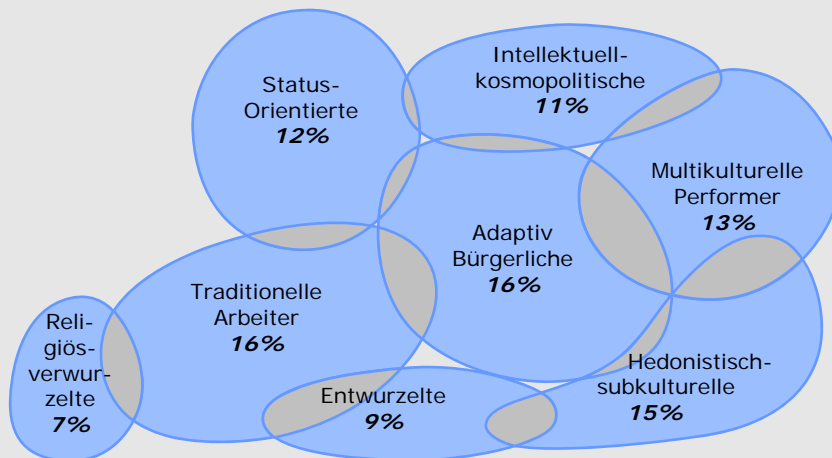 Status-
Orientierte
12%
Intellektuell-
kosmopolitische
11%
Multikulturelle
Performer
13%
Adaptiv
Bürgerliche
16%
Traditionelle
Arbeiter
16%
Reli-
giös-
verwur-
zelte
7%
Entwurzelte
9%
Hedonistisch-
subkulturelle
15%